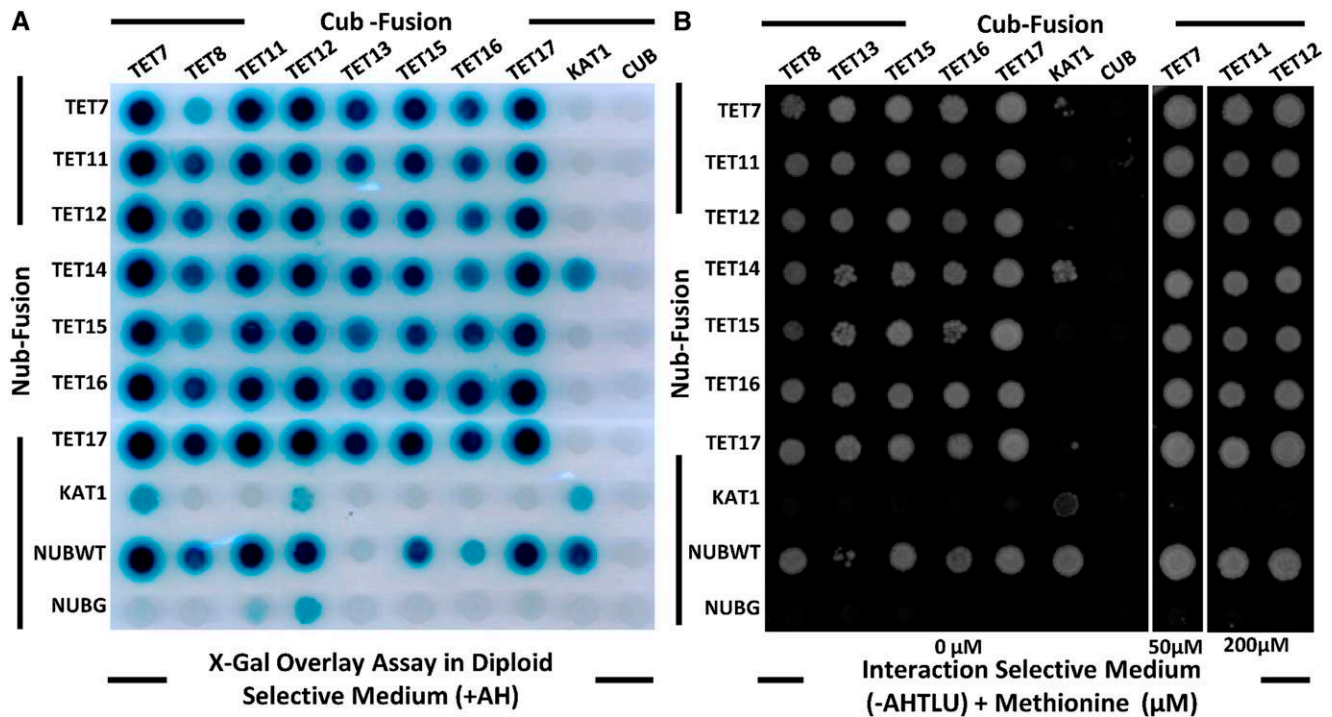 A
Cub -Fusion
TET7 TET8 TET11 TET12 TET13 TET15 TET16 TET17 KAT1 CUB
Nub-Fusion
TET7
TET11
TET12
TET14
TET15
TET16
TET17
KAT1
NUBWT
NUBG
X-Gal Overlay Assay in Diploid
Selective Medium (+AH)
B
Cub-Fusion
TET8 TET13 TET15 TET16 TET17 KAT1 CUB TET7 TET11 TET12
Nub-Fusion
TET7
TET11
TET12
TET14
TET15
TET16
TET17
KAT1
NUBWT
NUBG
0 µM 50µM 200µM
Interaction Selective Medium
(-AHTLU) + Methionine (µM)